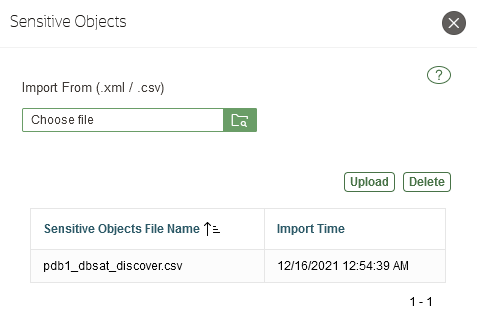 Sensitive Objects
?
Import From (.xml / .csv)
Choose file
Upload Delete
Sensitive Objects File Name Import Time
pdb1_dbsat_discover.csv 12/16/2021 12:54:39 AM
1 - 1